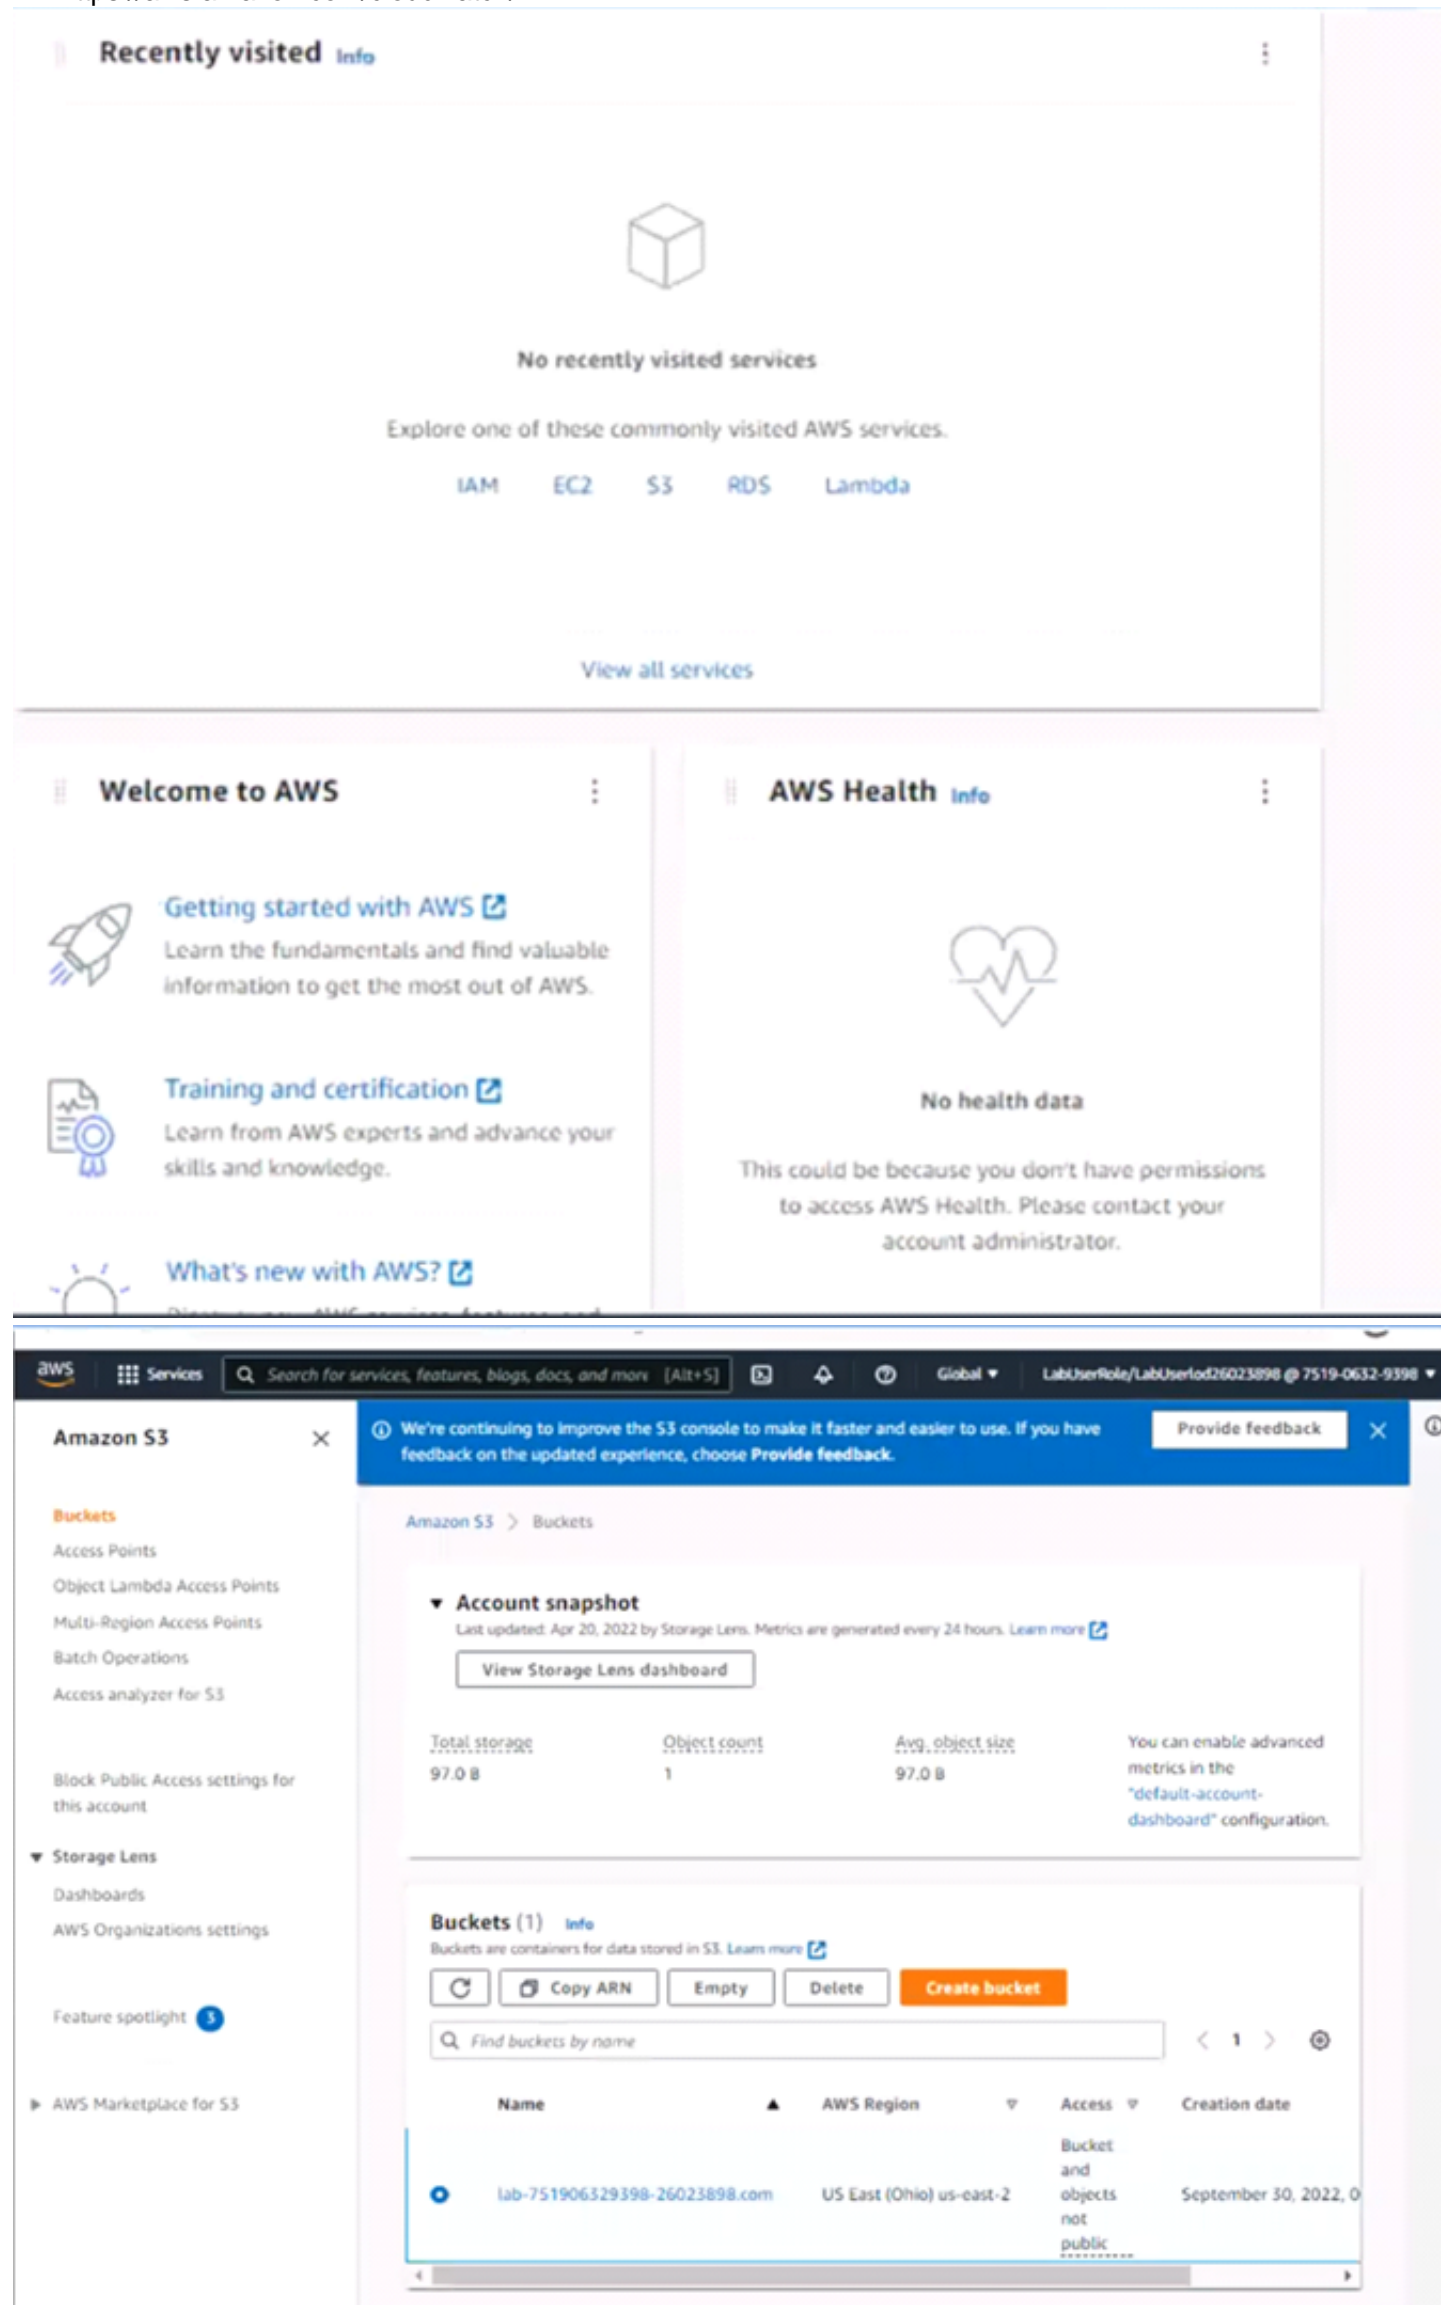 Recently visited Info
No recently visited services
Explore one of these commonly visited AWS services.
IAM EC2 S3 RDS Lambda
View all services
Welcome to AWS
Getting started with AWS
Learn the fundamentals and find valuable
information to get the most out of AWS.
Training and certification
Learn from AWS experts and advance your
skills and knowledge.
What's new with AWS?
AWS Health Info
No health data
This could be because you don't have permissions
to access AWS Health. Please contact your
account administrator.
aws Services Search for services, features, blogs, docs, and more [Alt+S] Global LabUserRole/LabUserlod26023898 @ 7519-0632-9398
Amazon S3
Buckets
Access Points
Object Lambda Access Points
Multi-Region Access Points
Batch Operations
Access analyzer for S3
Block Public Access settings for
this account
Storage Lens
Dashboards
AWS Organizations settings
Feature spotlight 3
AWS Marketplace for S3
We're continuing to improve the S3 console to make it faster and easier to use. If you have
feedback on the updated experience, choose Provide feedback.
Provide feedback
Amazon S3 > Buckets
Account snapshot
Last updated: Apr 20, 2022 by Storage Lens. Metrics are generated every 24 hours. Learn more
View Storage Lens dashboard
Total storage
97.0 B
Object count
1
Avg. object size
97.0 B
You can enable advanced
metrics in the
"default-account-
dashboard" configuration.
Buckets (1) Info
Buckets are containers for data stored in S3. Learn more
Copy ARN Empty Delete Create bucket
Find buckets by name
1
Name AWS Region Access Creation date
lab-751906329398-26023898.com US East (Ohio) us-east-2
Bucket
and
objects
not
public
September 30, 2022, 0